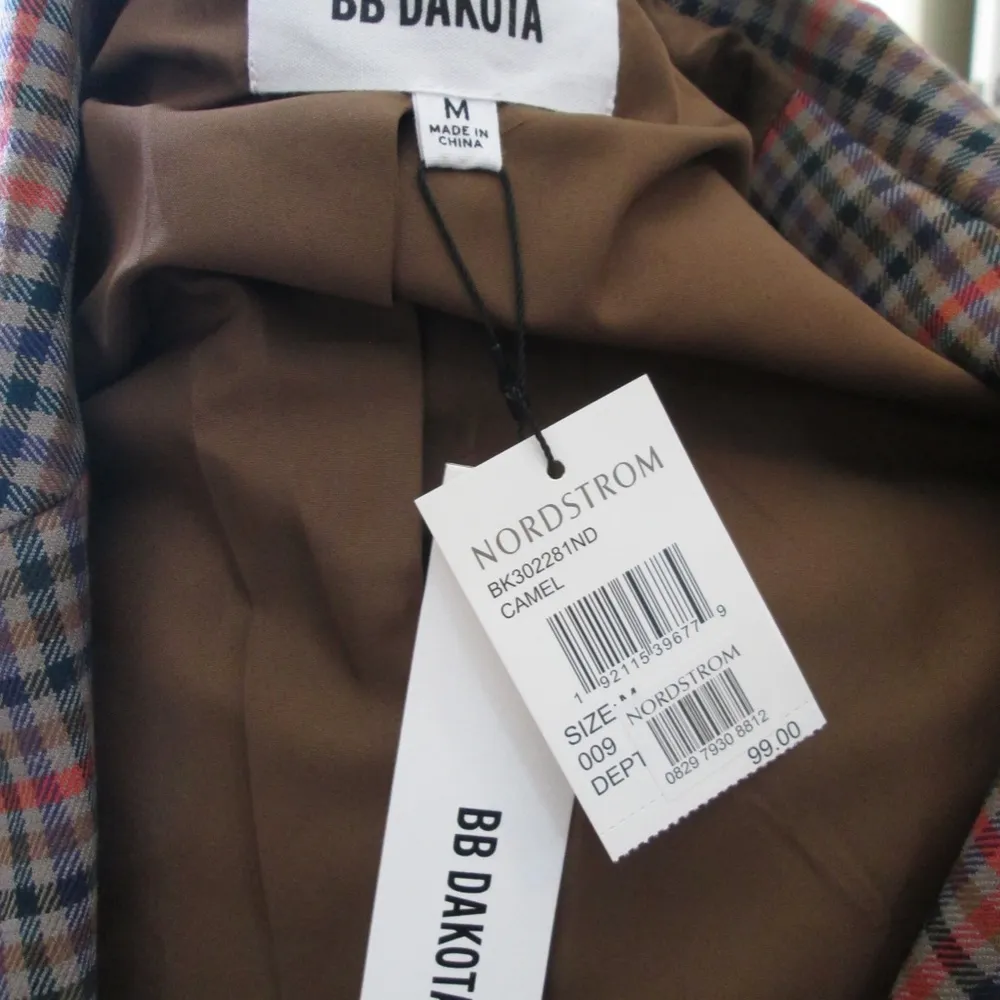 BB DAKOTA
M
MADE IN
CHINA
NORDSTROM
BK302281ND
CAMEL
1 92115 39677 9
SIZE:
009
DEPT
NORDSTROM
0829 7930 8812
99.00
BB DAKOTA